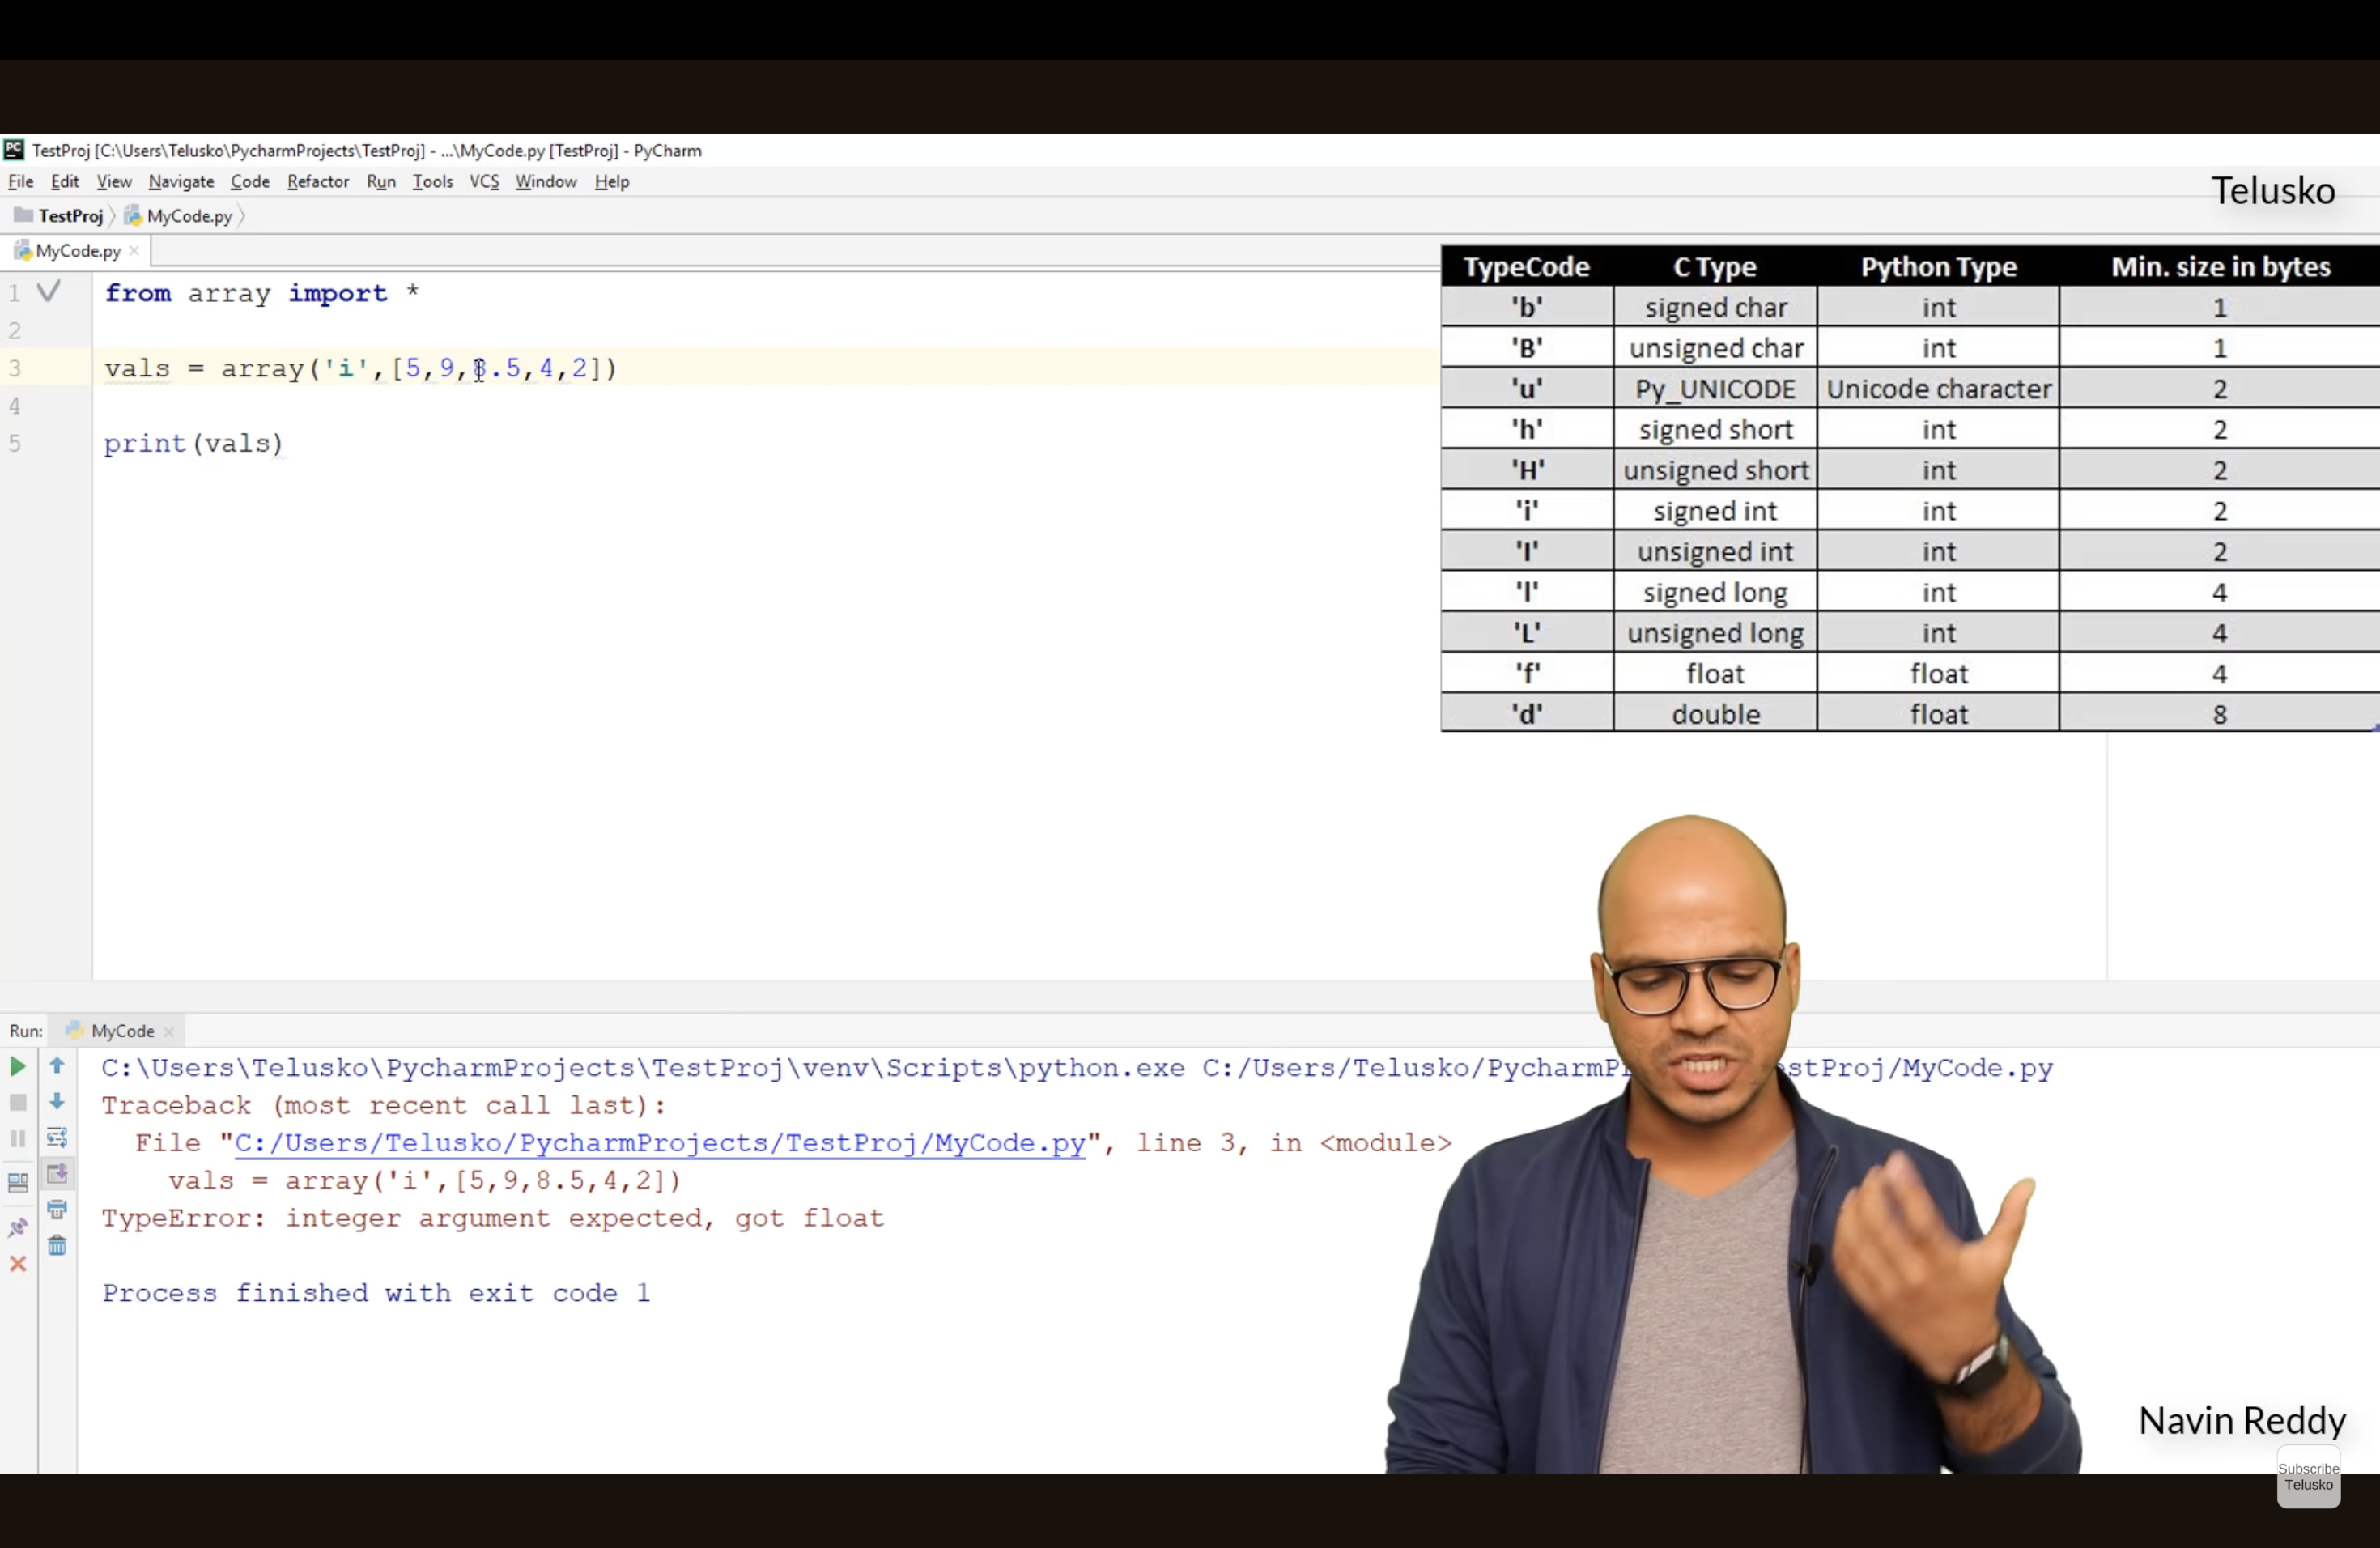 TestProj [C:\Users\Telusko\PycharmProjects\TestProj] - ...\MyCode.py [TestProj] - PyCharm
File Edit View Navigate Code Refactor Run Tools VCS Window Help
Telusko
TestProj MyCode.py
MyCode.py
1 from array import *
2
3 vals = array('i',[5,9,8.5,4,2])
4
5 print(vals)
TypeCode C Type Python Type Min. size in bytes
'b' signed char int 1
'B' unsigned char int 1
'u' Py_UNICODE Unicode character 2
'h' signed short int 2
'H' unsigned short int 2
'i' signed int int 2
'I' unsigned int int 2
'l' signed long int 4
'L' unsigned long int 4
'f' float float 4
'd' double float 8
Run: MyCode
C:\Users\Telusko\PycharmProjects\TestProj\venv\Scripts\python.exe C:/Users/Telusko/PycharmP stProj/MyCode.py
Traceback (most recent call last):
File "C:/Users/Telusko/PycharmProjects/TestProj/MyCode.py", line 3, in <module>
vals = array('i',[5,9,8.5,4,2])
TypeError: integer argument expected, got float
Process finished with exit code 1
Navin Reddy
Subscribe
Telusko